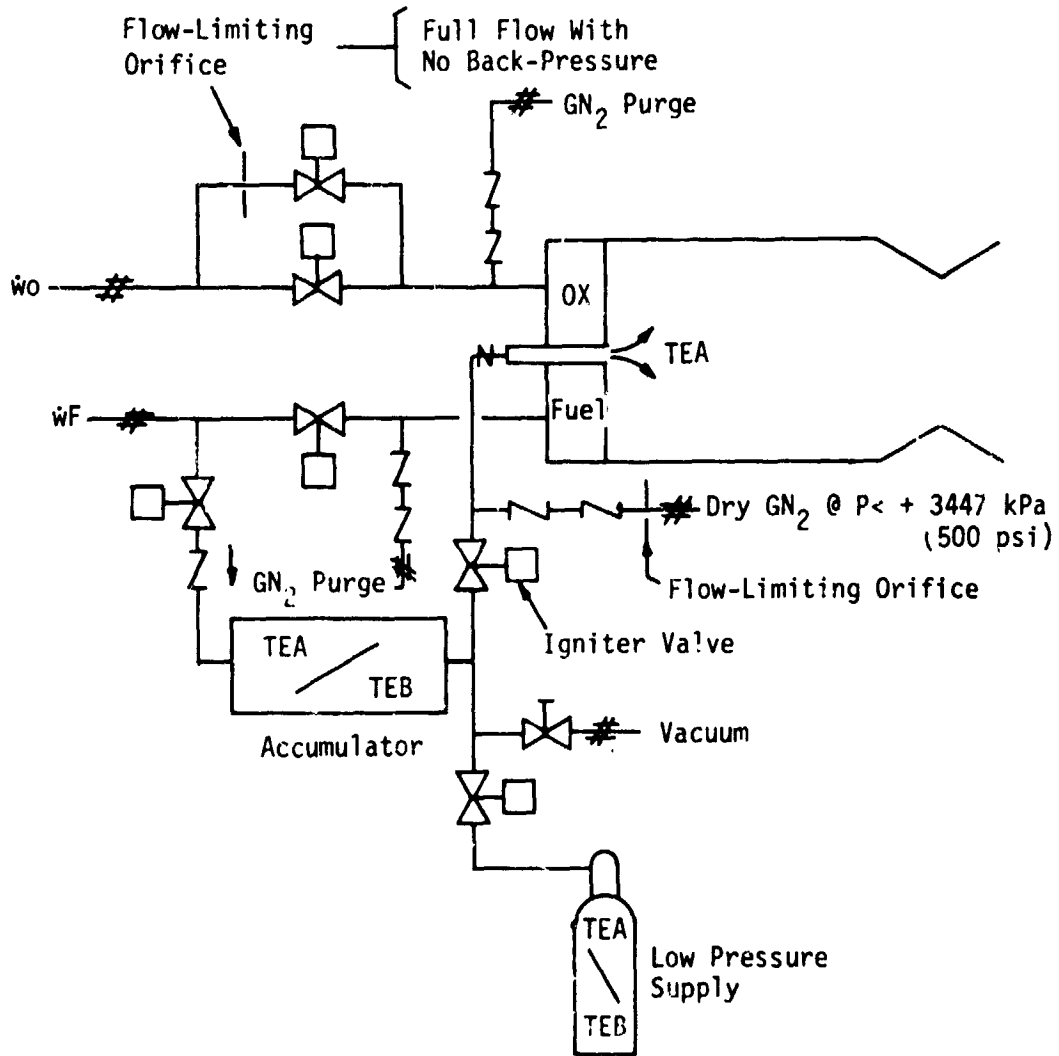 Flow-Limiting
Orifice
Full Flow With
No Back-Pressure
GN2 Purge
ẇo
OX
TEA
ẇF
Fuel
Dry GN2 @ P< + 3447 kPa
(500 psi)
GN2 Purge
Flow-Limiting Orifice
Igniter Valve
TEA
TEB
Accumulator
Vacuum
TEA
TEB
Low Pressure
Supply